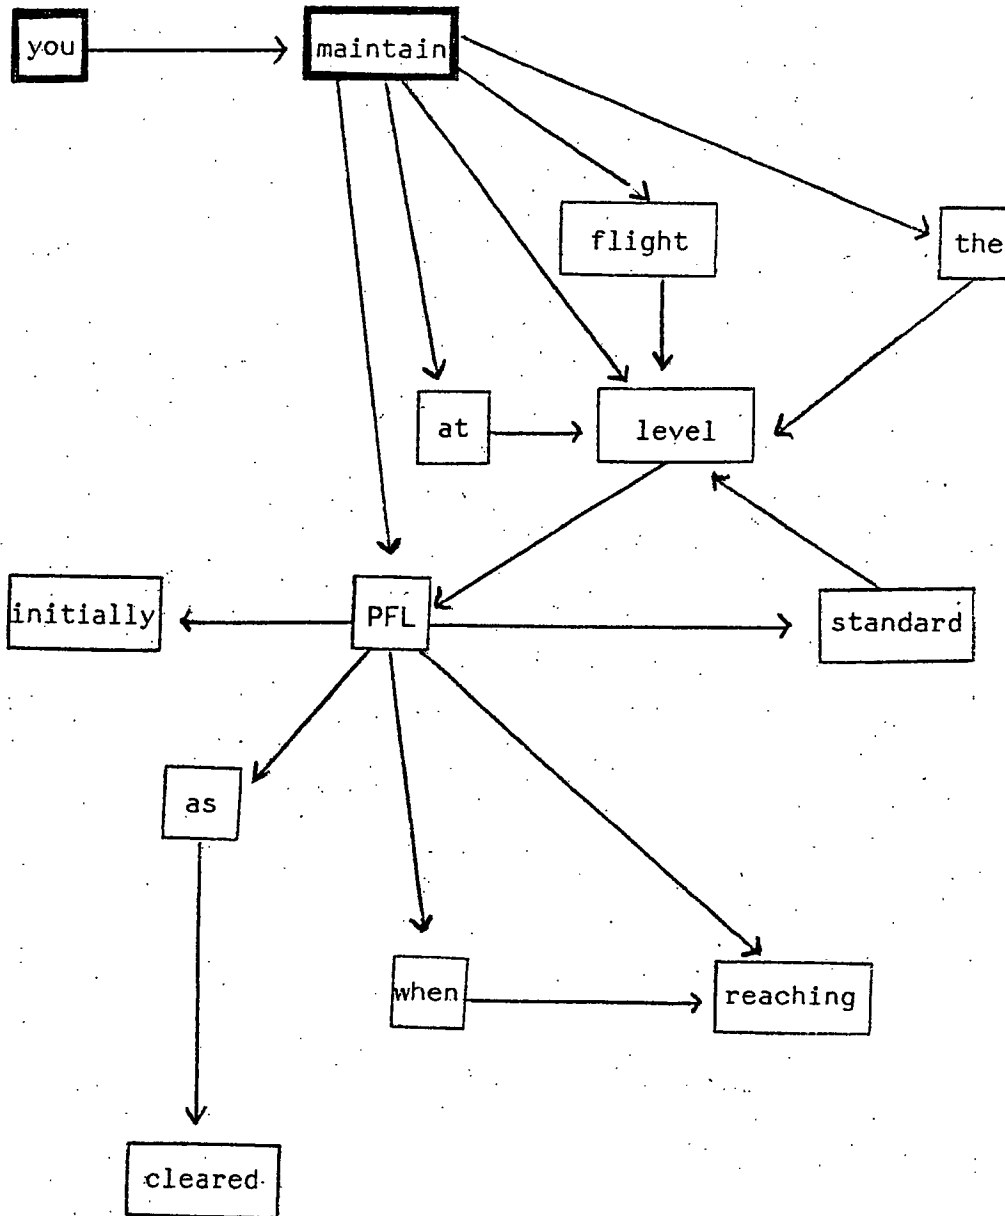 you
maintain
flight
the
at
level
initially
PFL
standard
as
when
reaching
cleared